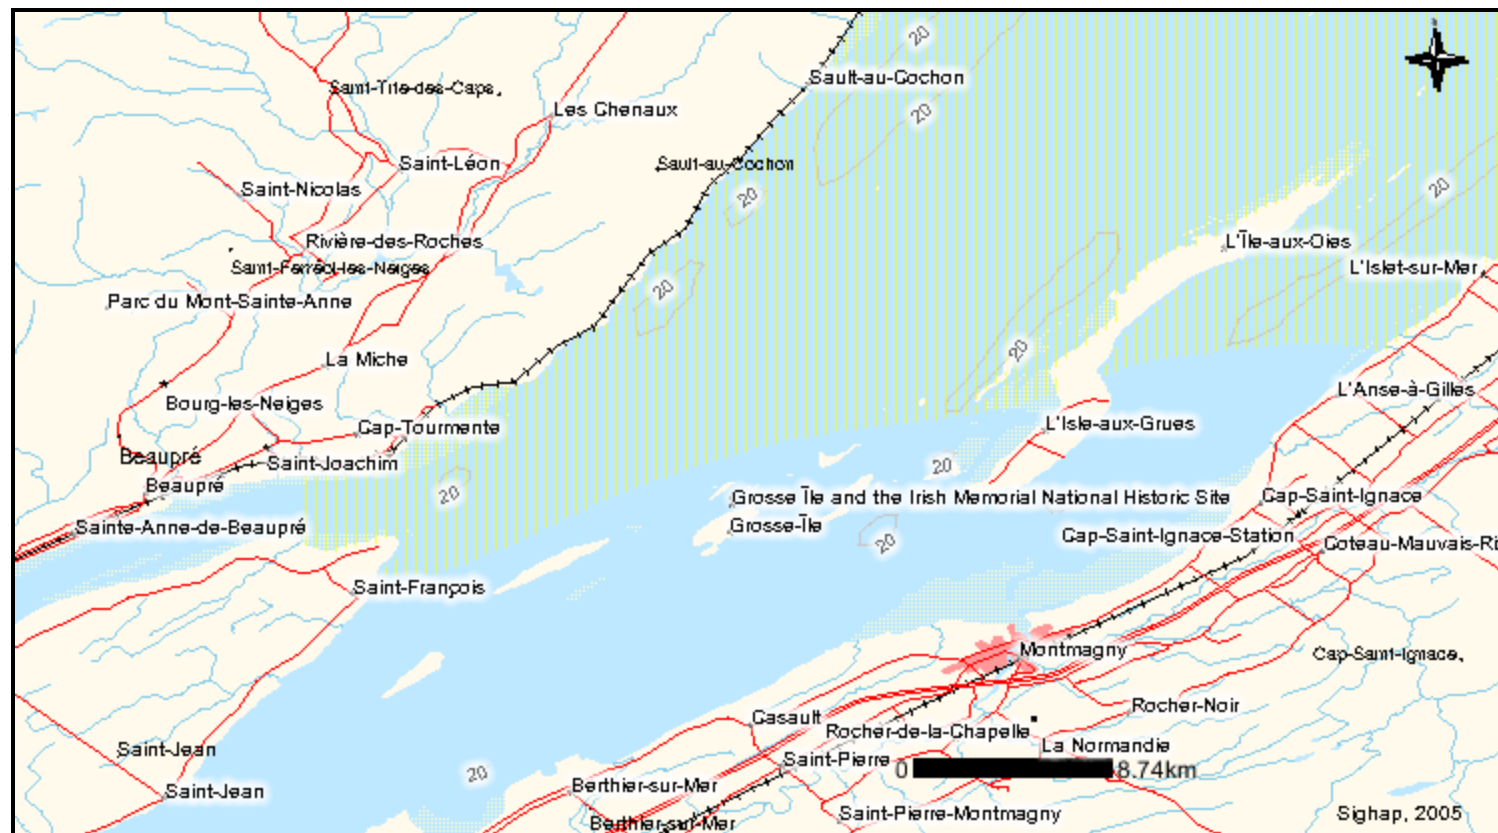 20
Sault-au-Cochon
Saint-Tite-des-Caps
Les Chenaux
20
Saint-Léon
Sault-au-Cochon
Saint-Nicolas
20
20
Rivière-des-Roches
L'Île-aux-Oies
Saint-Ferréol-les-Neiges
L'Islet-sur-Mer
20
Parc du Mont-Sainte-Anne
20
La Miche
L'Anse-à-Gilles
Bourg-les-Neiges
Cap-Tourmente
L'Isle-aux-Grues
Beaupré
Saint-Joachim
20
Beaupré
20
Grosse Île and the Irish Memorial National Historic Site
Cap-Saint-Ignace
Sainte-Anne-de-Beaupré
Grosse-Île
Cap-Saint-Ignace-Station
20
Coteau-Mauvais-Ri
Saint-François
Montmagny
Cap-Saint-Ignace
Rocher-Noir
Casault
Rocher-de-la-Chapelle
Saint-Jean
La Normandie
Saint-Pierre
20
0 8.74km
Berthier-sur-Mer
Saint-Jean
Saint-Pierre-Montmagny
Sighap, 2005
Berthier-sur-Mer